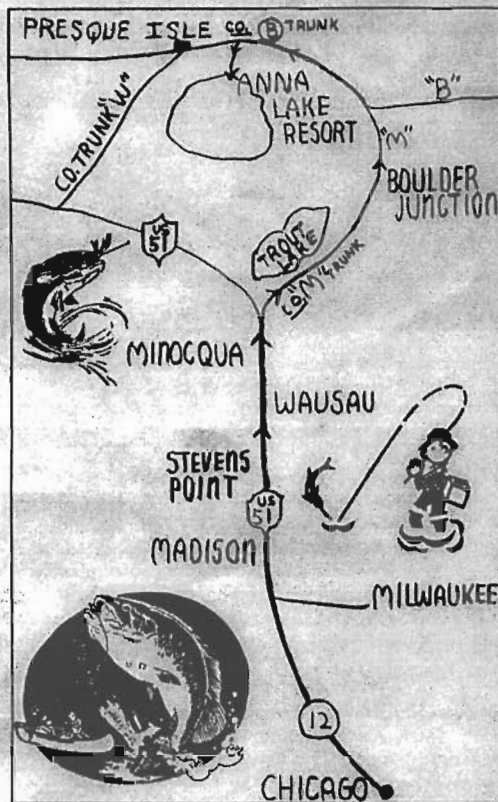 PRESQUE ISLE CO. B TRUNK
ANNA
LAKE
RESORT
"B"
CO. TRUNK "W"
"M"
BOULDER
JUNCTION
US
51
TROUT
LAKE
CO. "M" TRUNK
MINOCQUA
WAUSAU
STEVENS
POINT
US
51
MADISON
MILWAUKEE
12
CHICAGO